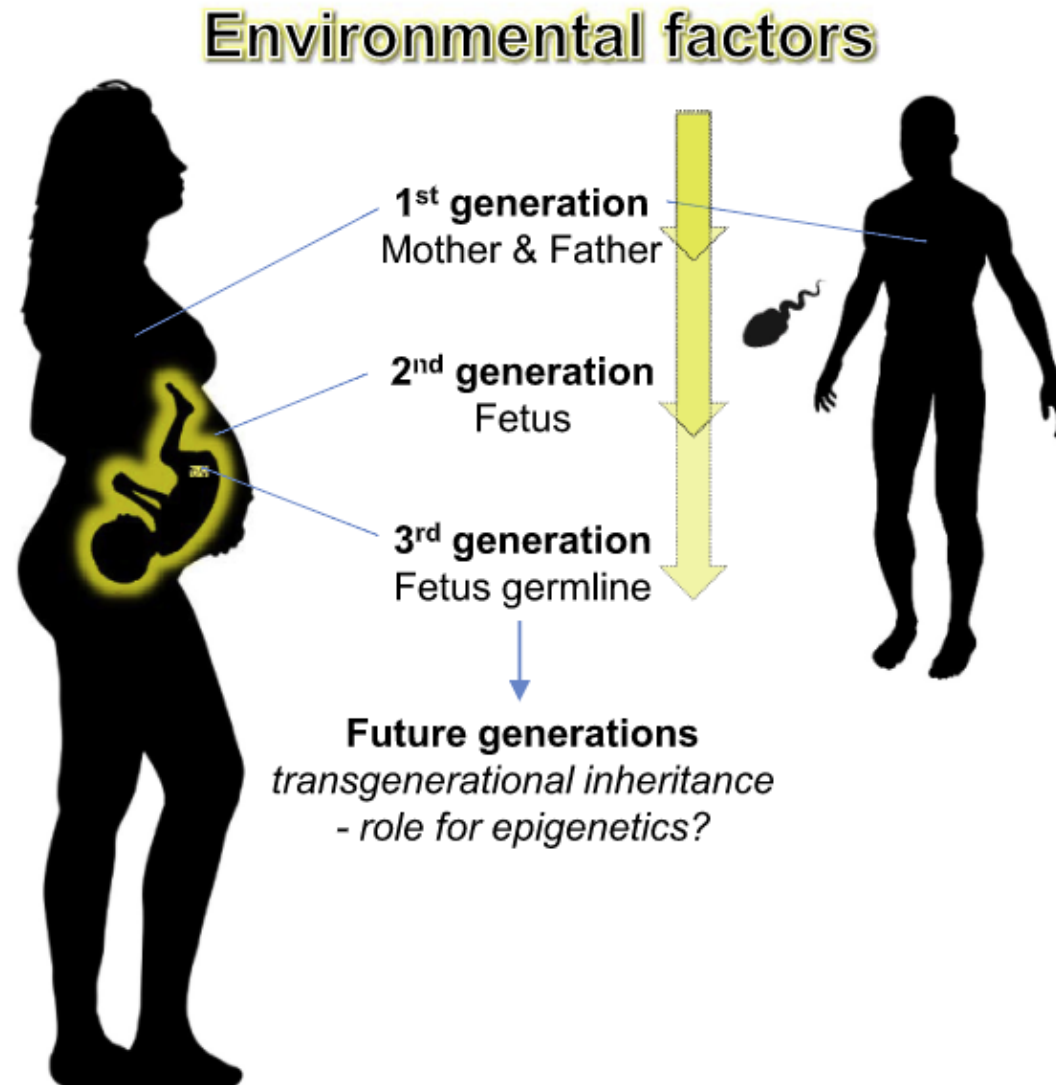 Environmental factors
1st generation
Mother & Father
2nd generation
Fetus
3rd generation
Fetus germline
Future generations
transgenerational inheritance
- role for epigenetics?